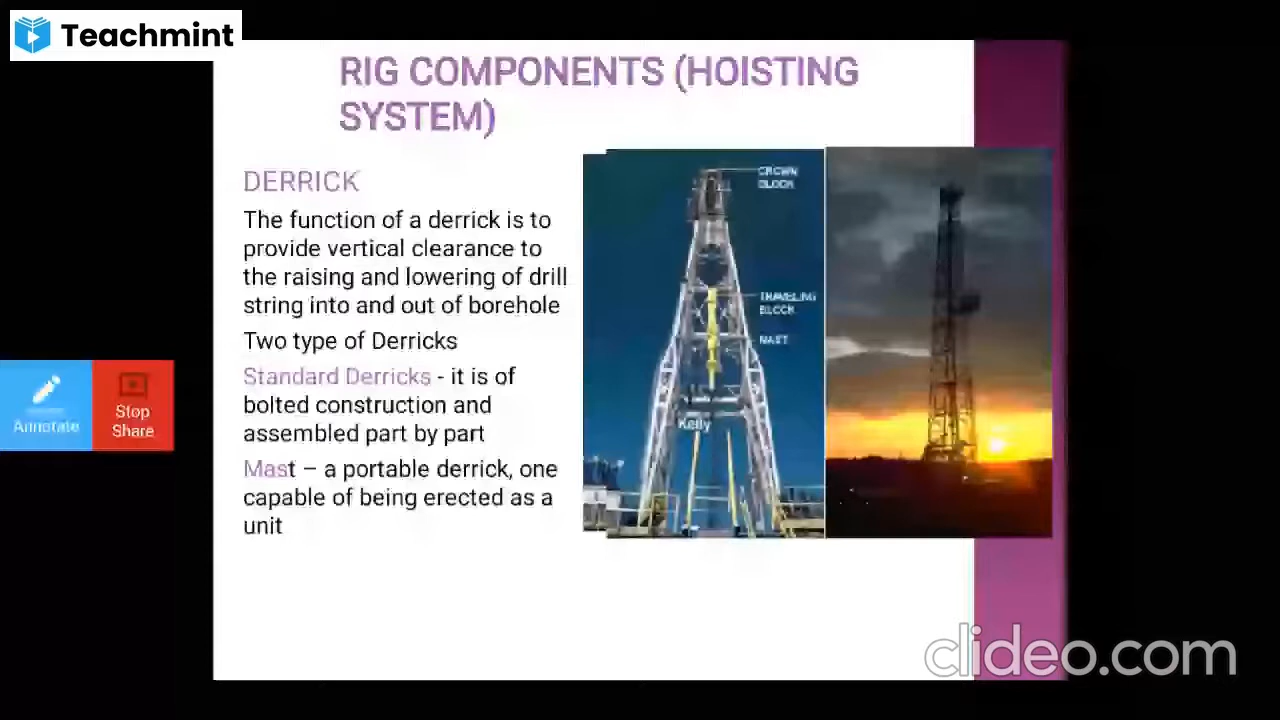 Teachmint
RIG COMPONENTS (HOISTING
SYSTEM)
DERRICK
The function of a derrick is to
provide vertical clearance to
the raising and lowering of drill
string into and out of borehole
Two type of Derricks
Standard Derricks - it is of
bolted construction and
assembled part by part
Mast – a portable derrick, one
capable of being erected as a
unit
CROWN
BLOCK
TRAVELING
BLOCK
MAST
Kelly
Annotate
Stop
Share
clideo.com